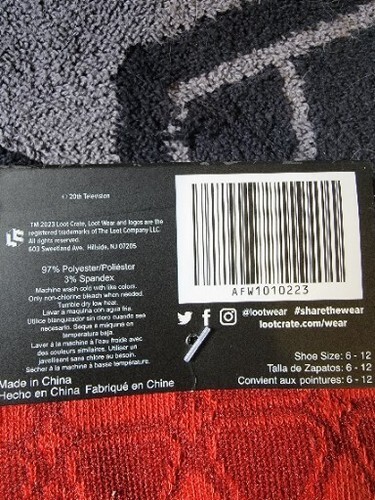 © 20th Television
TM 2023 Loot Crate, Loot Wear and logos are the
registered trademarks of The Loot Company LLC.
All rights reserved.
603 Sweetland Ave. Hillside, NJ 07205
97% Polyester/Poliéster
3% Spandex
Machine wash cold with like colors.
Only non-chlorine bleach when needed.
Tumble dry low heat.
Lavar a maquina con agua fria.
Utilice blanqueador sin cloro cuando sea
necesario. Seque a máquina en
temperatura baja.
Laver à la machine à l'eau froide avec
des couleurs similaires. Utiliser un
javellisant sans chlore au besoin.
Sécher à la machine à basse température.
Made in China
Hecho en China Fabriqué en Chine
AFW1010223
@lootwear #sharethewear
lootcrate.com/wear
Shoe Size: 6 - 12
Talla de Zapatos: 6 - 12
Convient aux pointures: 6 - 12